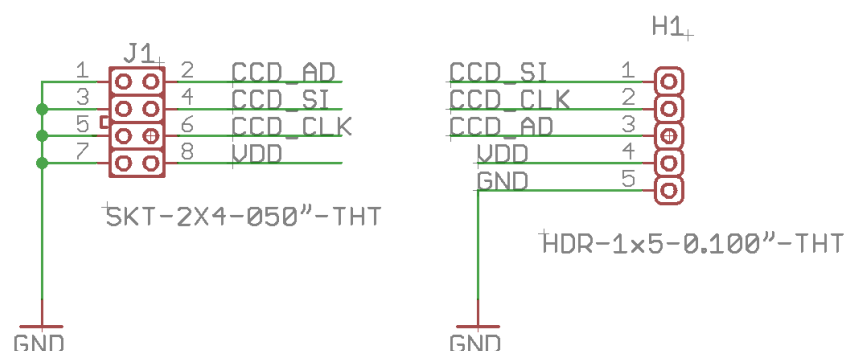 J1
1 2 CCD_AD
3 4 CCD_SI
5 6 CCD_CLK
7 8 VDD
SKT-2X4-050"-THT
GND
H1
CCD_SI 1
CCD_CLK 2
CCD_AD 3
VDD 4
GND 5
HDR-1x5-0.100"-THT
GND